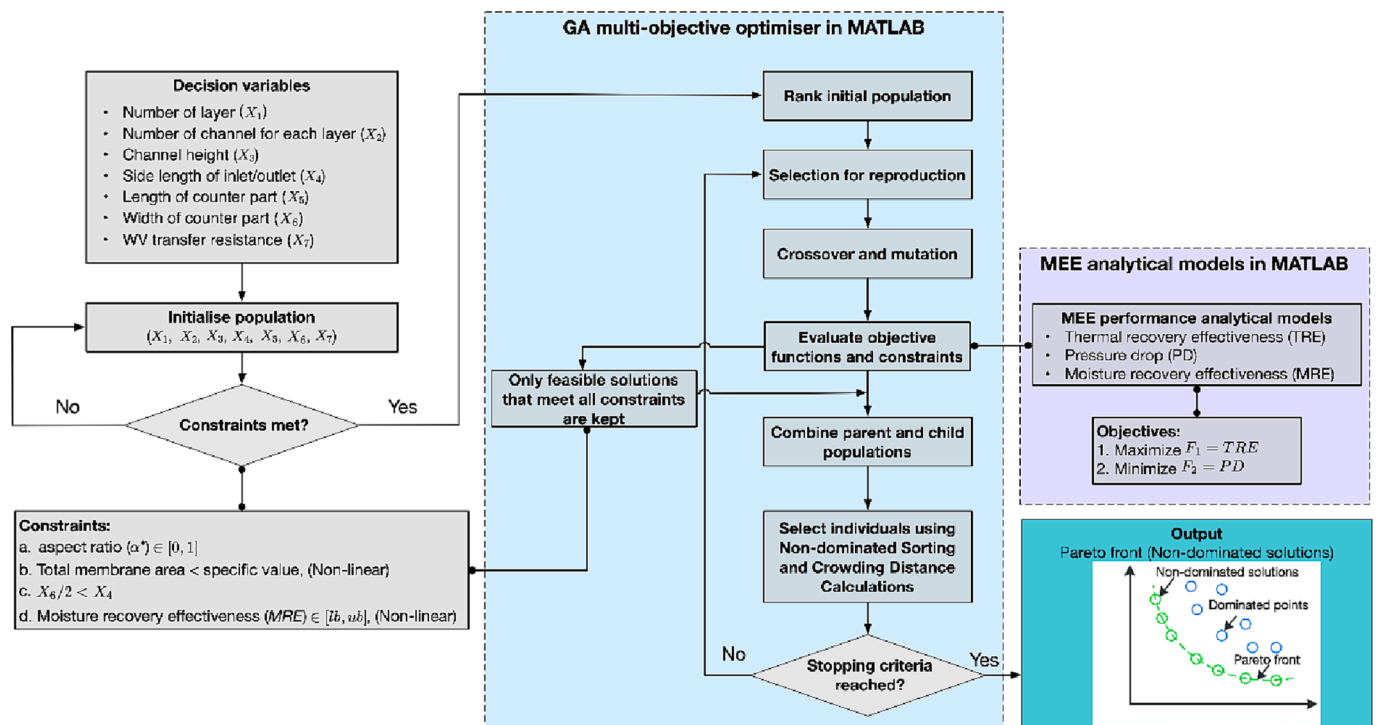 GA multi-objective optimiser in MATLAB
Decision variables
• Number of layer (X₁)
• Number of channel for each layer (X₂)
• Channel height (X₃)
• Side length of inlet/outlet (X₄)
• Length of counter part (X₅)
• Width of counter part (X₆)
• WV transfer resistance (X₇)
Initialise population
(X₁, X₂, X₃, X₄, X₅, X₆, X₇)
No
Constraints met?
Yes
Constraints:
a. aspect ratio (α*) ∈ [0, 1]
b. Total membrane area < specific value, (Non-linear)
c. X₆/2 < X₄
d. Moisture recovery effectiveness (MRE) ∈ [lb, ub], (Non-linear)
Rank initial population
Selection for reproduction
Crossover and mutation
Evaluate objective
functions and constraints
Only feasible solutions
that meet all constraints
are kept
Combine parent and child
populations
Select individuals using
Non-dominated Sorting
and Crowding Distance
Calculations
No
Stopping criteria
reached?
Yes
MEE analytical models in MATLAB
MEE performance analytical models
• Thermal recovery effectiveness (TRE)
• Pressure drop (PD)
• Moisture recovery effectiveness (MRE)
Objectives:
1. Maximize F₁ = TRE
2. Minimize F₂ = PD
Output
Pareto front (Non-dominated solutions)
Non-dominated solutions
Dominated points
Pareto front